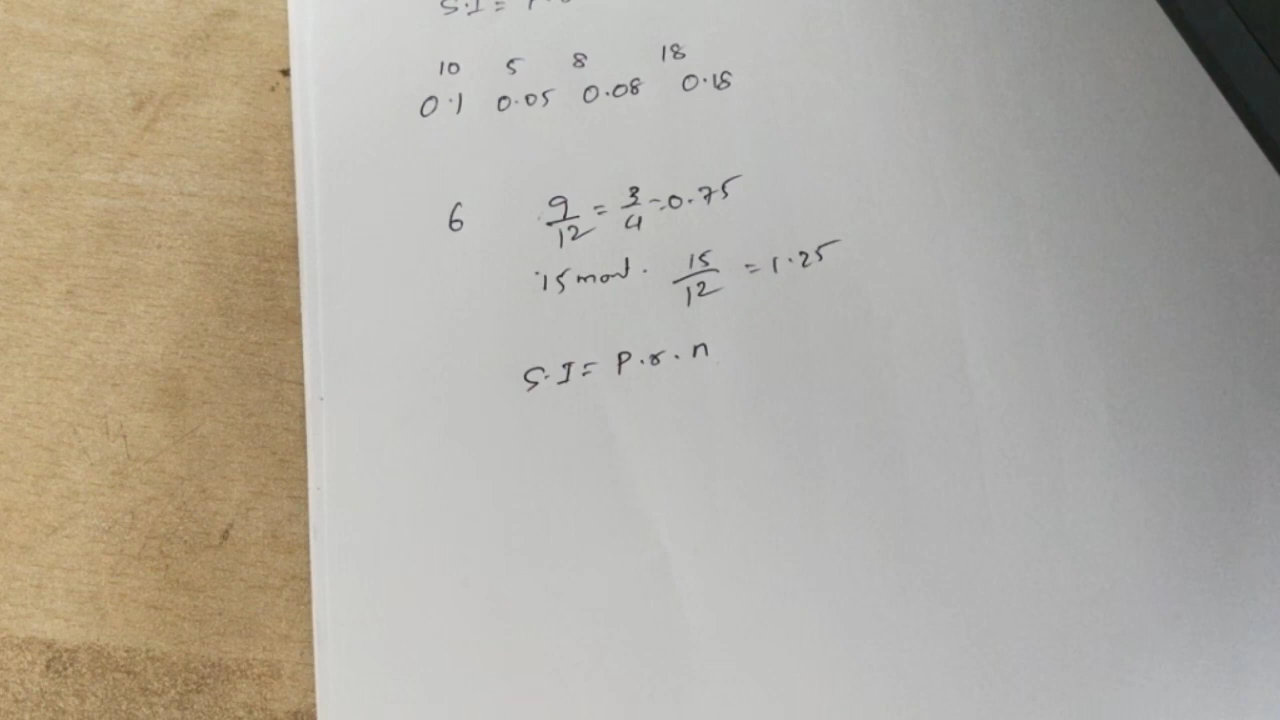 S.I =
10 5 8 18
0.1 0.05 0.08 0.18
6 9/12 = 3/4 = 0.75
15 mont. 15/12 = 1.25
S.I = P.r.n